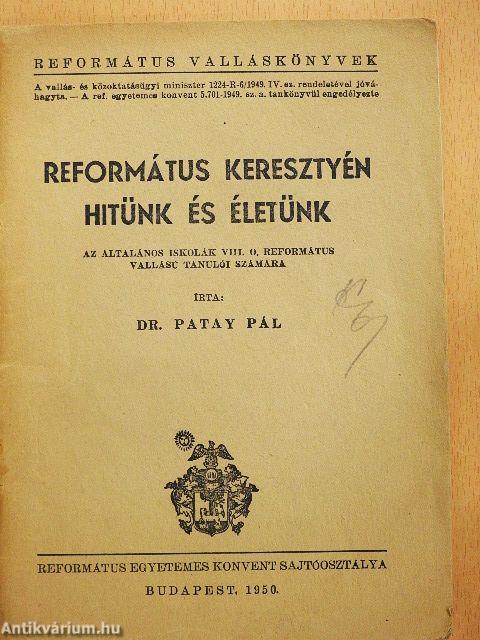 REFORMÁTUS VALLÁSKÖNYVEK
A vallás- és közoktatásügyi miniszter 1224-R-6/1949. IV. sz. rendeletével jóvá-
hagyta. — A ref. egyetemes konvent 5.701-1949. sz. a. tankönyvül engedélyezte
REFORMÁTUS KERESZTYÉN
HITÜNK ÉS ÉLETÜNK
AZ ÁLTALÁNOS ISKOLÁK VIII. O. REFORMÁTUS
VALLÁSÚ TANULÓI SZÁMÁRA
ÍRTA:
DR. PATAY PÁL
REFORMÁTUS EGYETEMES KONVENT SAJTÓOSZTÁLYA
BUDAPEST, 1950.
Antikvárium.hu